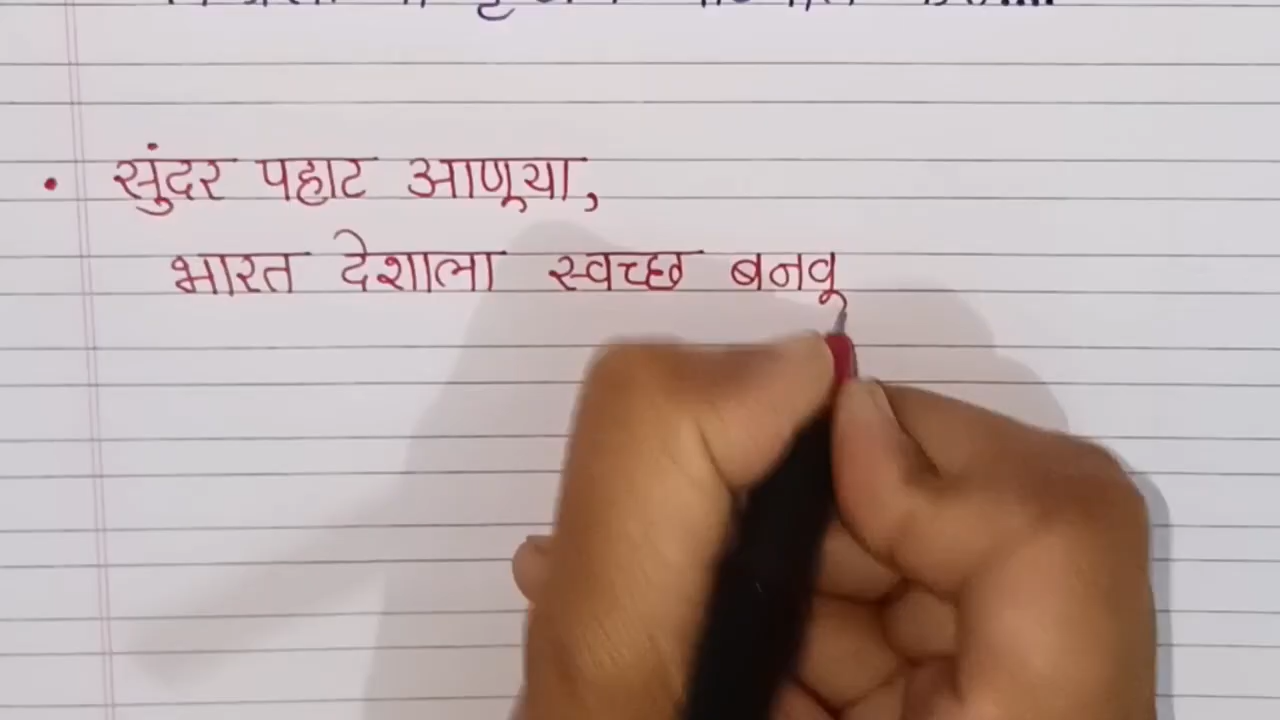 • सुंदर पहाट आणूया,
भारत देशाला स्वच्छ बनवू